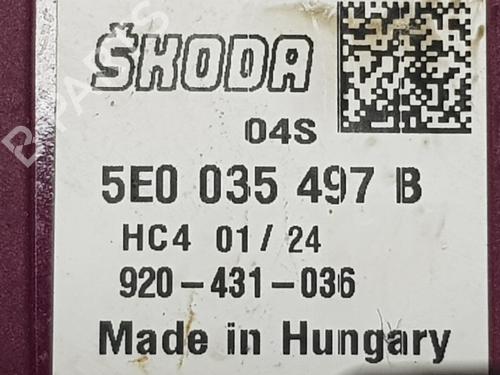 ŠKODA
04S
5E0 035 497 B
HC4 01/24
920-431-036
Made in Hungary